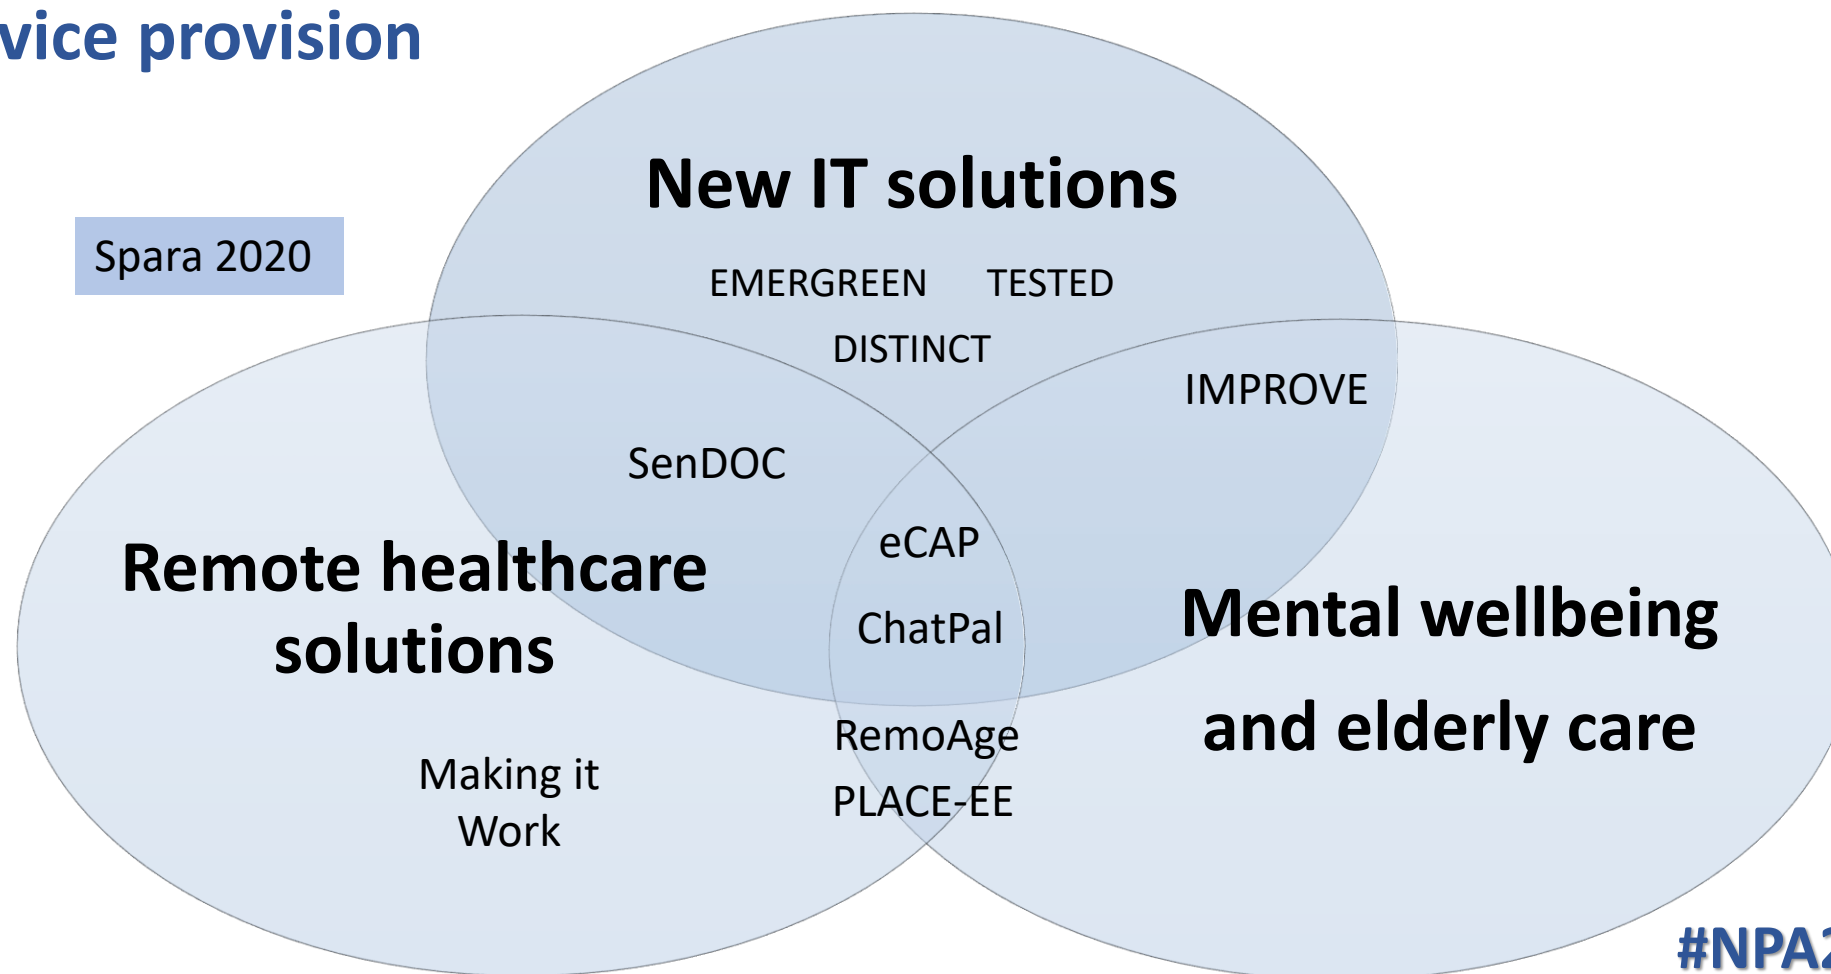 vice provision
New IT solutions
Spara 2020
EMERGREEN TESTED
DISTINCT
IMPROVE
SenDOC
eCAP
Remote healthcare
solutions
ChatPal
Mental wellbeing
and elderly care
RemoAge
PLACE-EE
Making it
Work
#NPA2